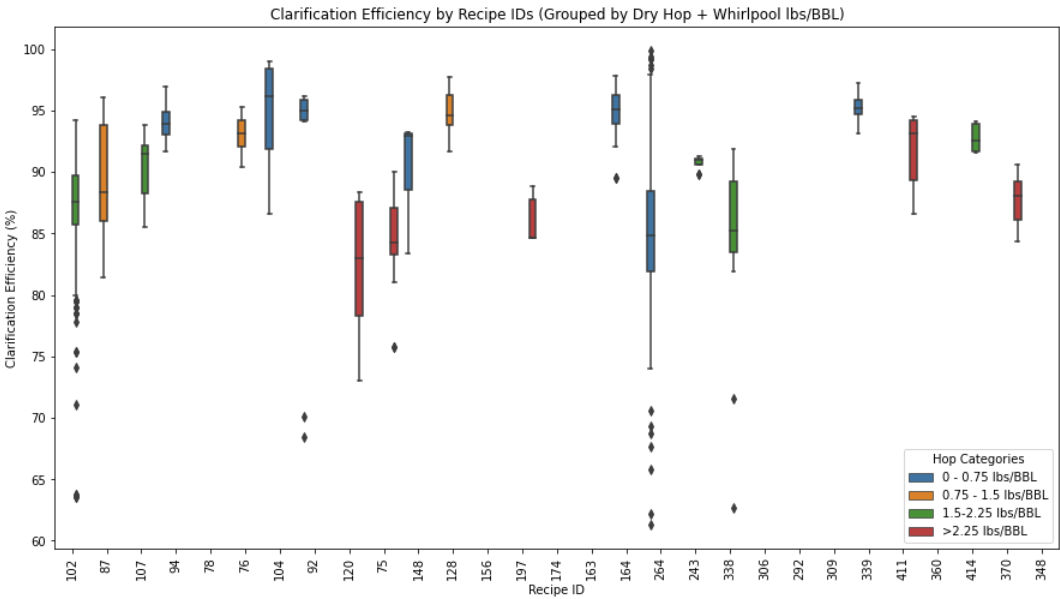 Clarification Efficiency by Recipe IDs (Grouped by Dry Hop + Whirlpool lbs/BBL)
Clarification Efficiency (%)
100
95
90
85
80
75
70
65
60
Hop Categories
0 - 0.75 lbs/BBL
0.75 - 1.5 lbs/BBL
1.5-2.25 lbs/BBL
>2.25 lbs/BBL
102 87 107 94 78 76 104 92 120 75 148 128 156 197 174 163 164 264 243 338 306 292 309 339 411 360 414 370 348
Recipe ID